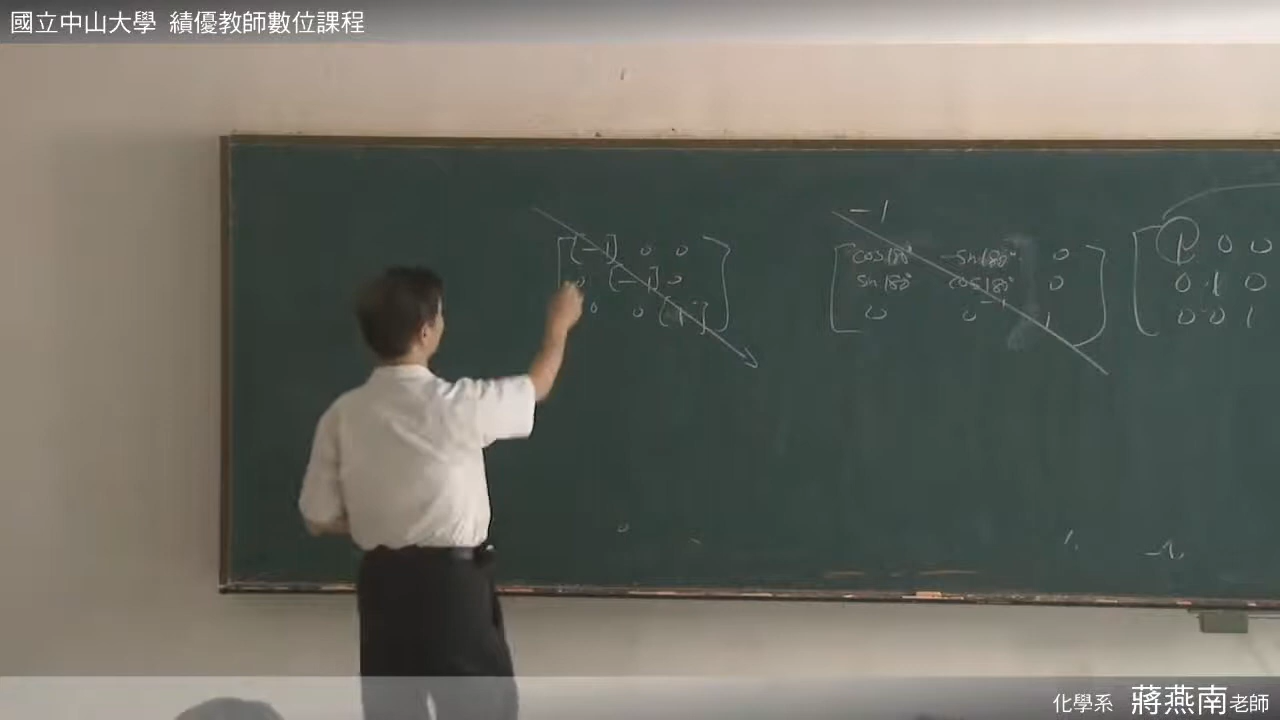 國立中山大學 績優教師數位課程
-1
[-1] 0 0
0 [-1] 0
0 0 [1]
cos180° -sin180° 0
sin180° cos180° 0
0 0 1
-1
1 0 0
0 1 0
0 0 1
化學系 蔣燕南老師